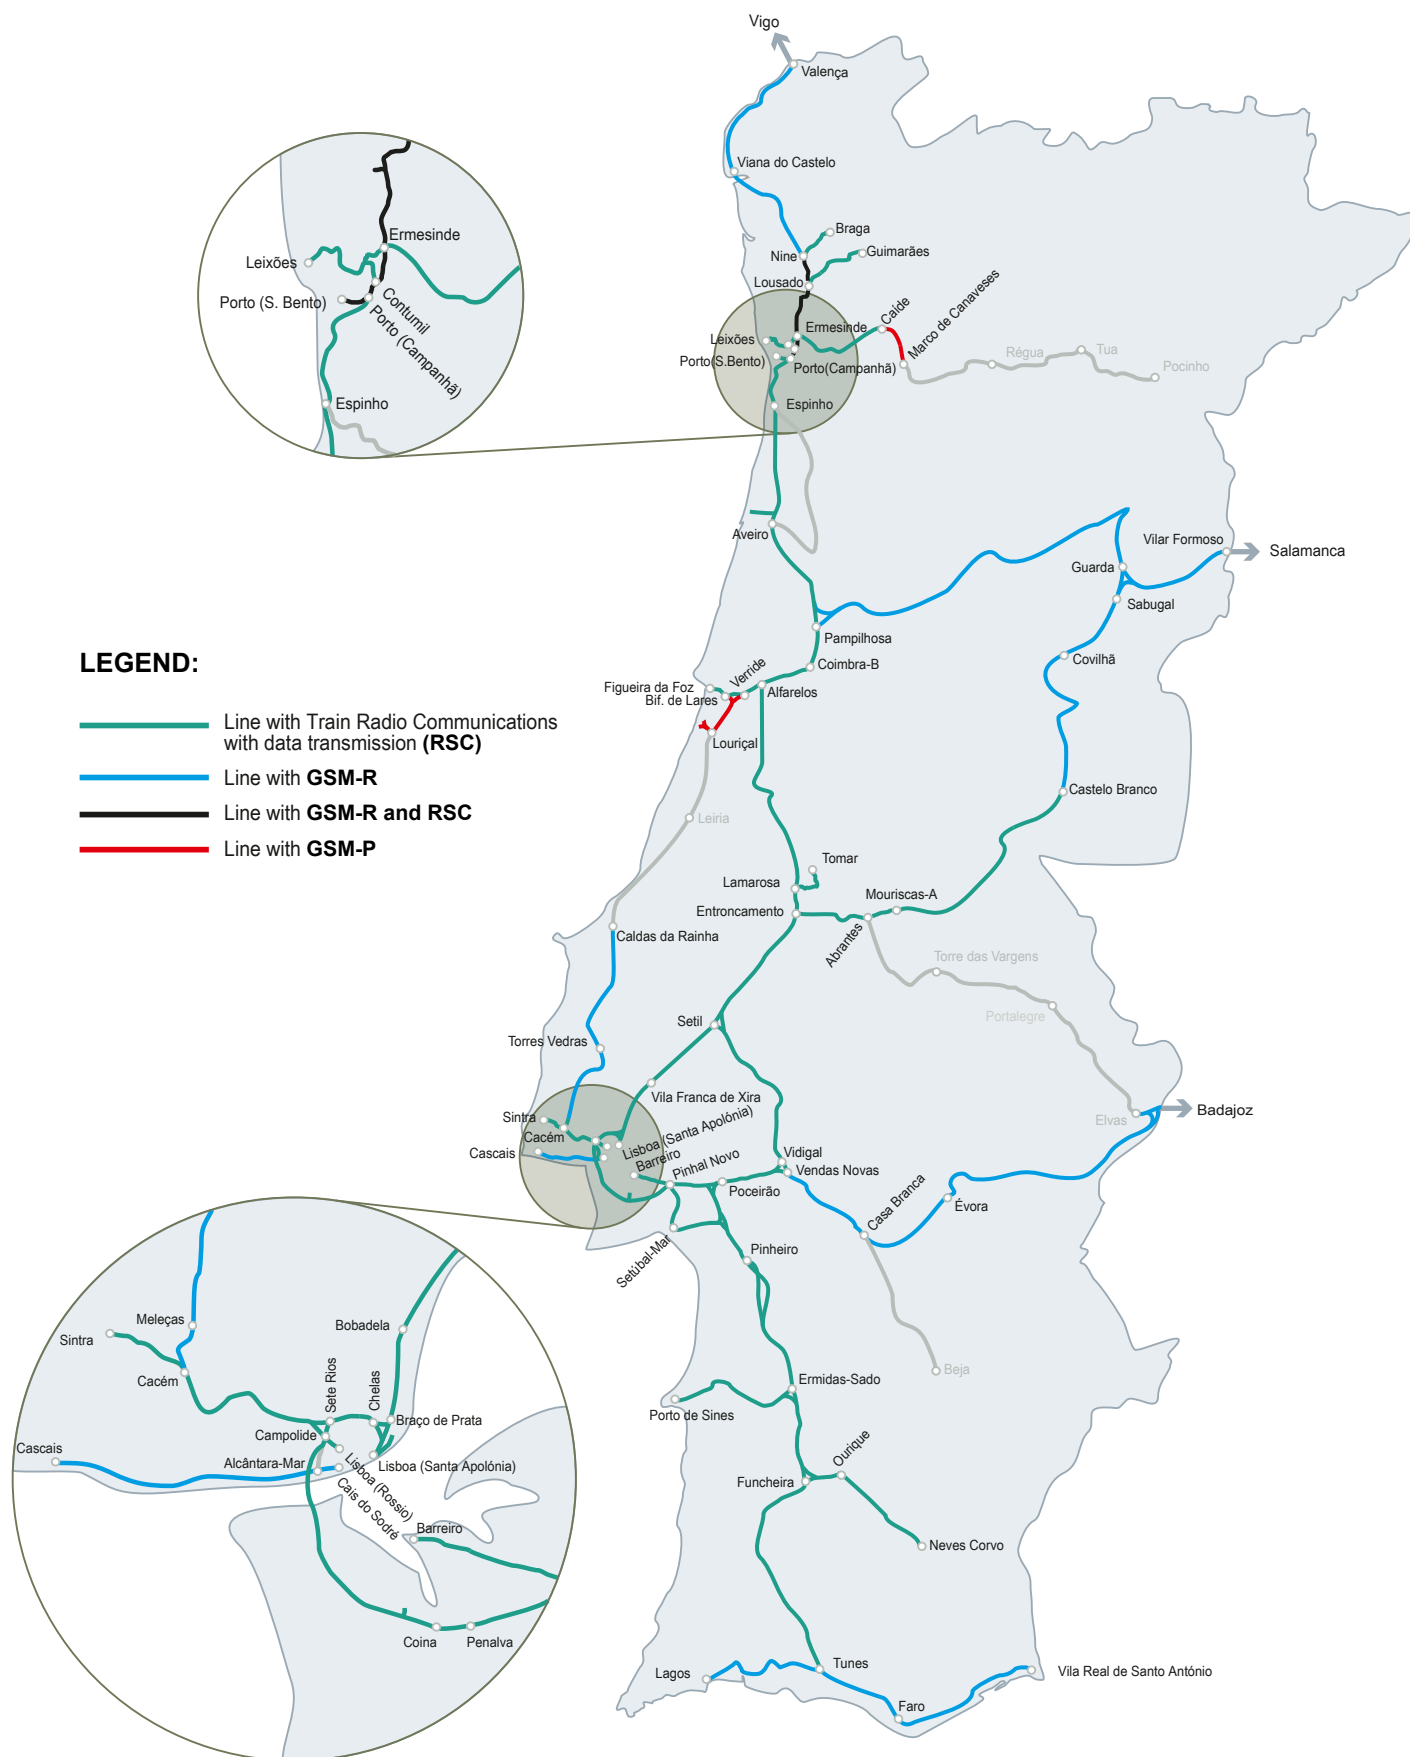 Vigo
Valença
Viana do Castelo
Braga
Guimarães
Nine
Lousado
Ermesinde
Caíde
Marco de Canaveses
Leixões
Porto(S.Bento)
Porto(Campanhã)
Régua
Tua
Pocinho
Espinho
Ermesinde
Leixões
Porto (S. Bento)
Contumil
Porto (Campanhã)
Espinho
Aveiro
Vilar Formoso
Salamanca
Guarda
Sabugal
Pampilhosa
Coimbra-B
Covilhã
Verride
Figueira da Foz
Bif. de Lares
Alfarelos
Louriçal
LEGEND:
Line with Train Radio Communications
with data transmission (RSC)
Line with GSM-R
Line with GSM-R and RSC
Line with GSM-P
Castelo Branco
Leiria
Tomar
Lamarosa
Mouriscas-A
Entroncamento
Abrantes
Caldas da Rainha
Torre das Vargens
Portalegre
Setil
Torres Vedras
Vila Franca de Xira
Elvas
Badajoz
Sintra
Cacém
Cascais
Lisboa (Santa Apolónia)
Barreiro
Pinhal Novo
Vidigal
Vendas Novas
Poceirão
Casa Branca
Évora
Setúbal-Mar
Pinheiro
Beja
Ermidas-Sado
Porto de Sines
Ourique
Funcheira
Neves Corvo
Tunes
Lagos
Faro
Vila Real de Santo António
Meleças
Sintra
Cacém
Bobadela
Sete Rios
Chelas
Braço de Prata
Campolide
Cascais
Alcântara-Mar
Lisboa (Santa Apolónia)
Lisboa (Rossio)
Cais do Sodré
Barreiro
Coina
Penalva